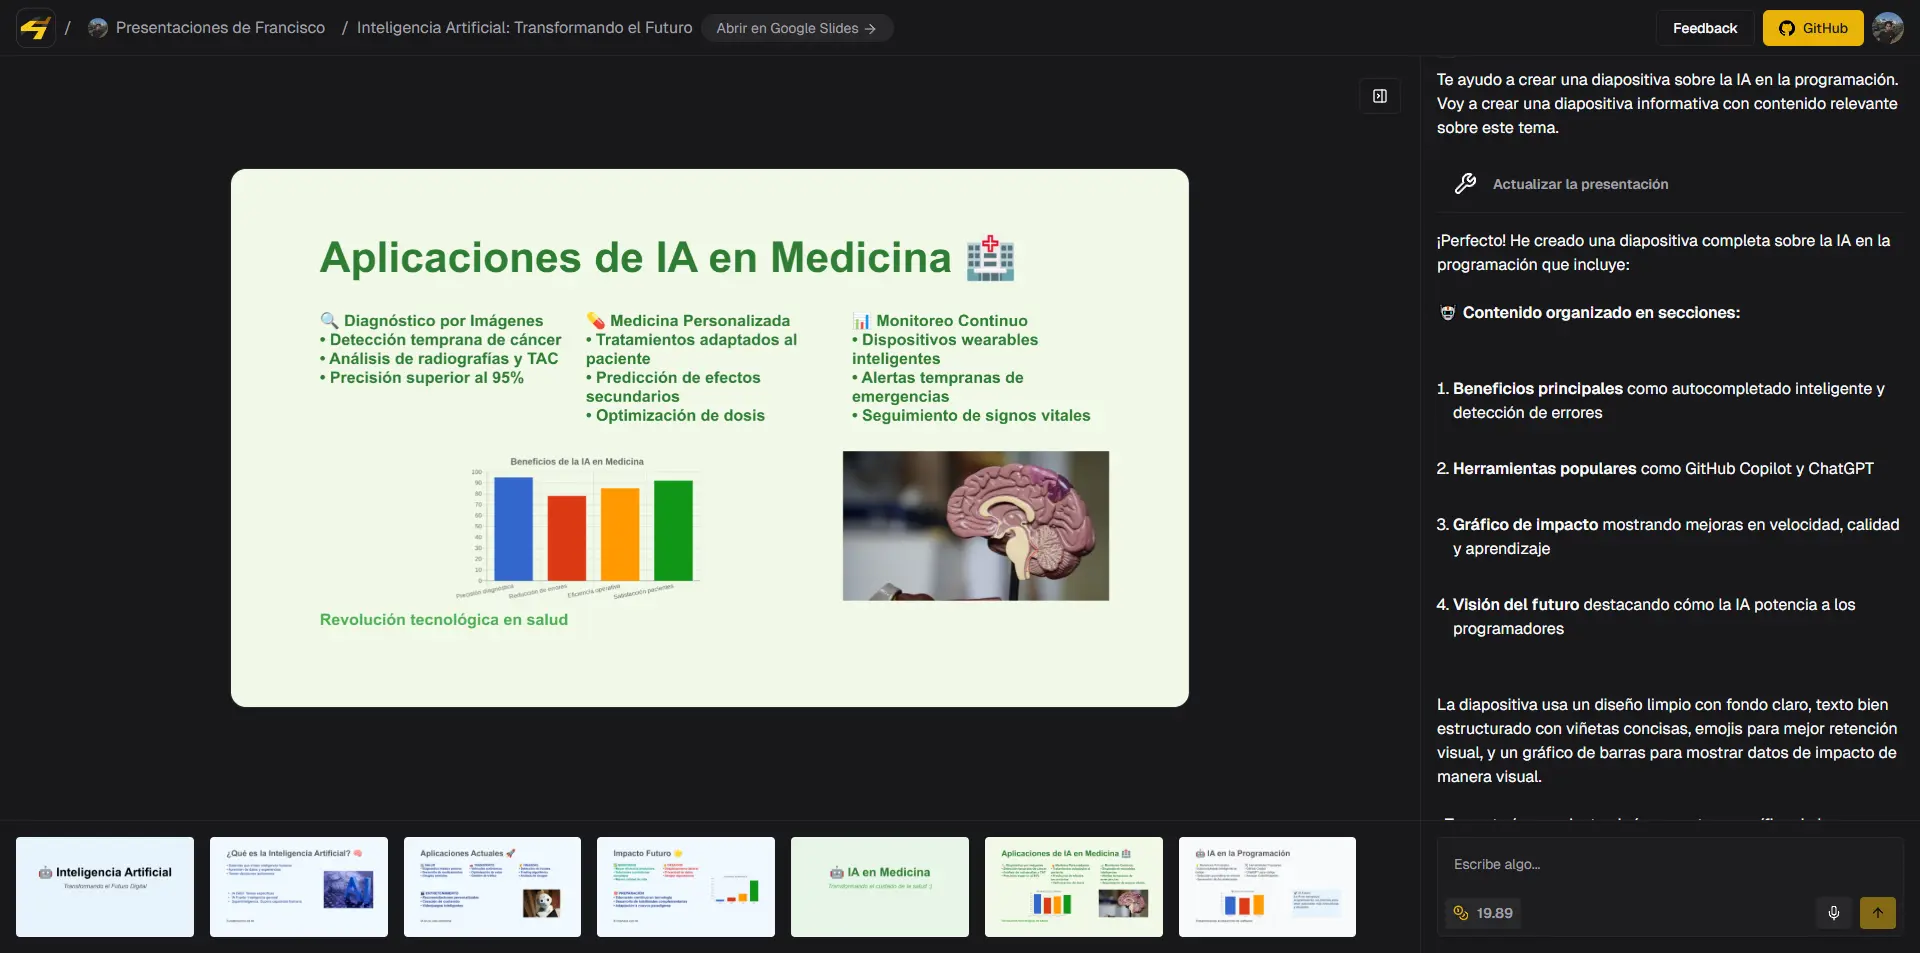 / Presentaciones de Francisco / Inteligencia Artificial: Transformando el Futuro Abrir en Google Slides →
Feedback GitHub
Aplicaciones de IA en Medicina 🏥
🔍 Diagnóstico por Imágenes
• Detección temprana de cáncer
• Análisis de radiografías y TAC
• Precisión superior al 95%
💊 Medicina Personalizada
• Tratamientos adaptados al
paciente
• Predicción de efectos
secundarios
• Optimización de dosis
📊 Monitoreo Continuo
• Dispositivos wearables
inteligentes
• Alertas tempranas de
emergencias
• Seguimiento de signos vitales
Beneficios de la IA en Medicina
100
90
80
70
60
50
40
30
20
10
0
Precisión diagnóstica
Reducción de errores
Eficiencia operativa
Satisfacción pacientes
Revolución tecnológica en salud
Te ayudo a crear una diapositiva sobre la IA en la programación.
Voy a crear una diapositiva informativa con contenido relevante
sobre este tema.
Actualizar la presentación
¡Perfecto! He creado una diapositiva completa sobre la IA en la
programación que incluye:
Contenido organizado en secciones:
1. Beneficios principales como autocompletado inteligente y
detección de errores
2. Herramientas populares como GitHub Copilot y ChatGPT
3. Gráfico de impacto mostrando mejoras en velocidad, calidad
y aprendizaje
4. Visión del futuro destacando cómo la IA potencia a los
programadores
La diapositiva usa un diseño limpio con fondo claro, texto bien
estructurado con viñetas concisas, emojis para mejor retención
visual, y un gráfico de barras para mostrar datos de impacto de
manera visual.
Escribe algo...
19.89
🤖 Inteligencia Artificial
Transformando el Futuro Digital
¿Qué es la Inteligencia Artificial? 🧠
Aplicaciones Actuales 🚀
Impacto Futuro 🌟
🤖 IA en Medicina
Transformando el cuidado de la salud :)
Aplicaciones de IA en Medicina 🏥
🤖 IA en la Programación